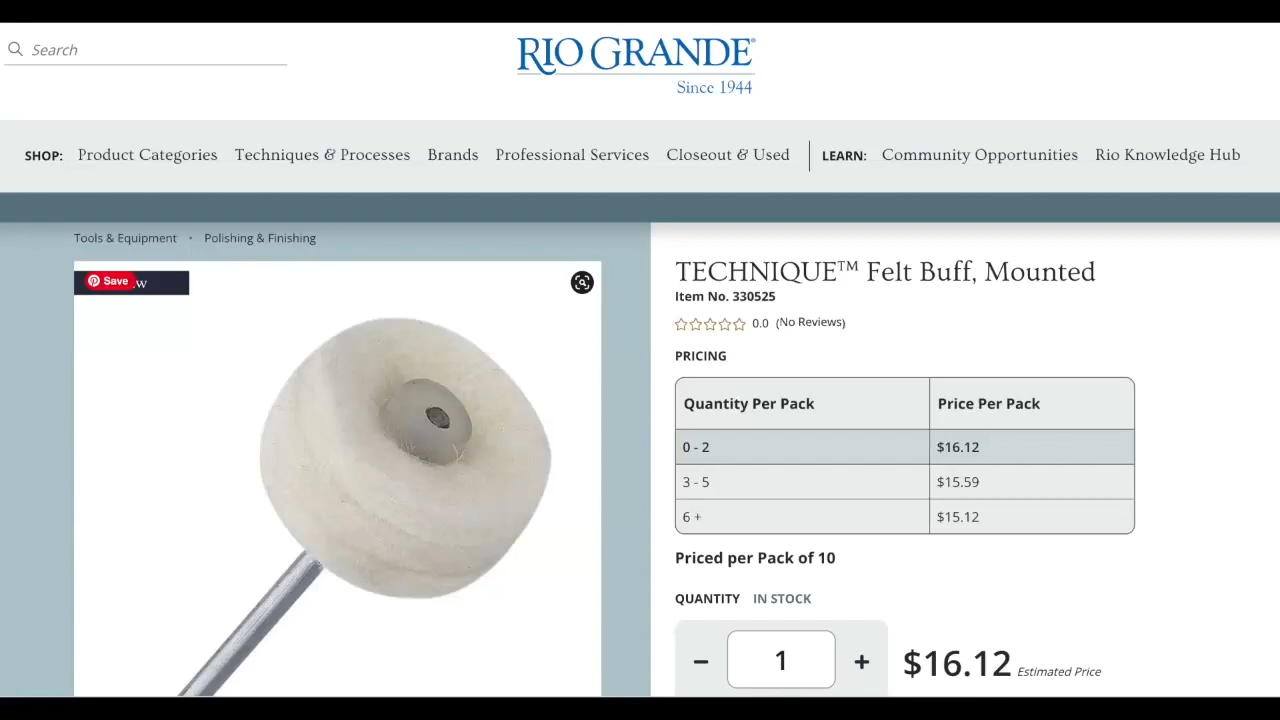 Search
RIO GRANDE®
Since 1944
SHOP: Product Categories Techniques & Processes Brands Professional Services Closeout & Used LEARN: Community Opportunities Rio Knowledge Hub
Tools & Equipment • Polishing & Finishing
Save
w
TECHNIQUE™ Felt Buff, Mounted
Item No. 330525
0.0 (No Reviews)
PRICING
Quantity Per Pack Price Per Pack
0 - 2 $16.12
3 - 5 $15.59
6 + $15.12
Priced per Pack of 10
QUANTITY IN STOCK
− 1 +
$16.12 Estimated Price